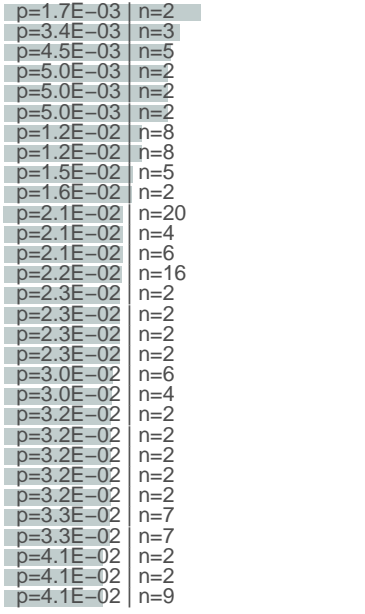 p=1.7E−03 n=2
p=3.4E−03 n=3
p=4.5E−03 n=5
p=5.0E−03 n=2
p=5.0E−03 n=2
p=5.0E−03 n=2
p=1.2E−02 n=8
p=1.2E−02 n=8
p=1.5E−02 n=5
p=1.6E−02 n=2
p=2.1E−02 n=20
p=2.1E−02 n=4
p=2.1E−02 n=6
p=2.2E−02 n=16
p=2.3E−02 n=2
p=2.3E−02 n=2
p=2.3E−02 n=2
p=2.3E−02 n=2
p=3.0E−02 n=6
p=3.0E−02 n=4
p=3.2E−02 n=2
p=3.2E−02 n=2
p=3.2E−02 n=2
p=3.2E−02 n=2
p=3.2E−02 n=2
p=3.3E−02 n=7
p=3.3E−02 n=7
p=4.1E−02 n=2
p=4.1E−02 n=2
p=4.1E−02 n=9